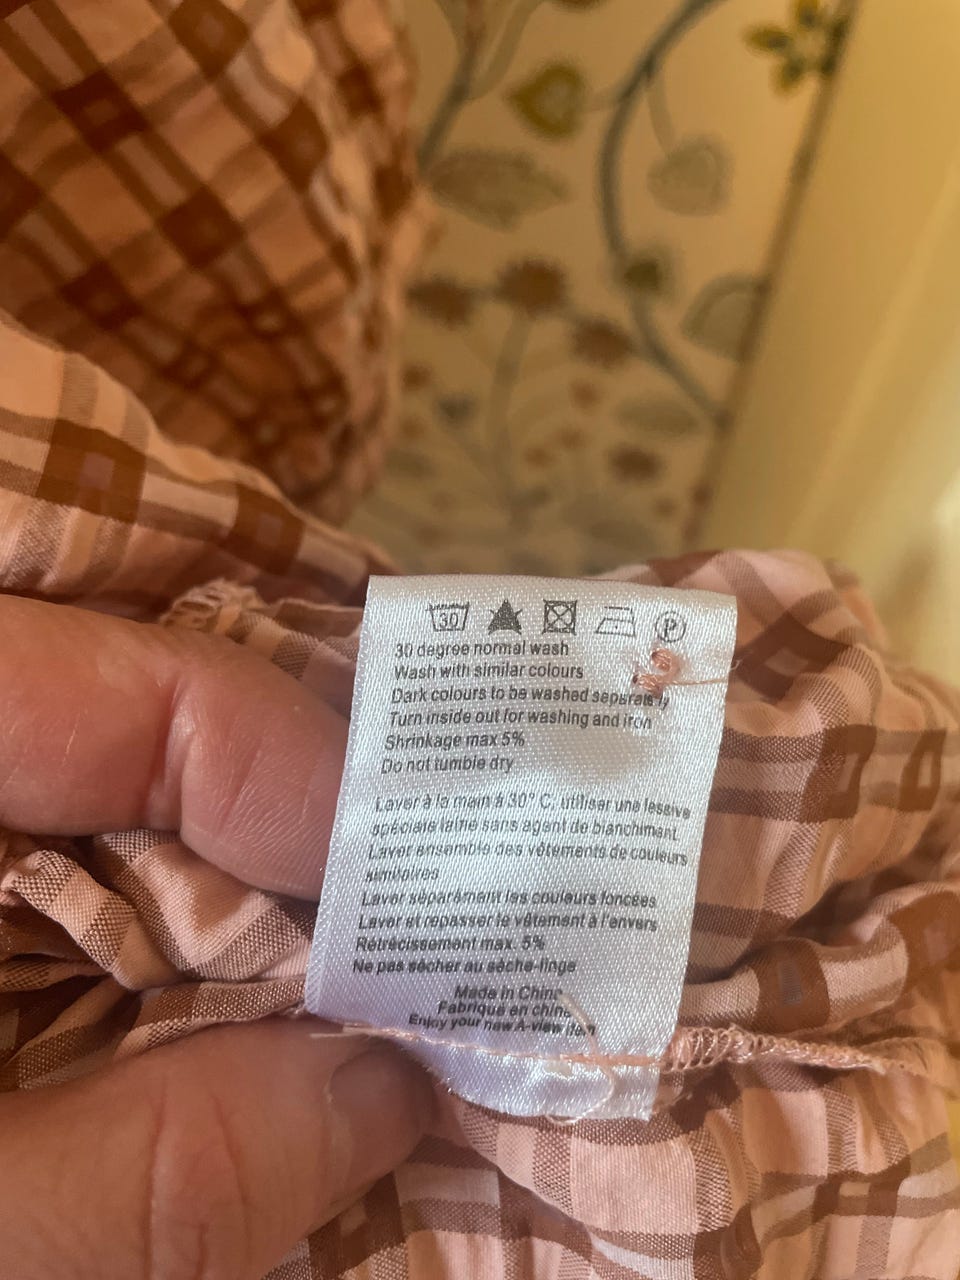 30 P
30 degree normal wash
Wash with similar colours
Dark colours to be washed separately
Turn inside out for washing and iron
Shrinkage max 5%
Do not tumble dry
Laver à la main à 30° C, utiliser une lessive
spéciale laine sans agent de blanchimant.
Laver ensemble des vêtements de couleurs
similaires
Laver séparément les couleurs foncées
Laver et repasser le vêtement à l'envers
Rétrécissement max. 5%
Ne pas sècher au sèche-linge
Made in China
Fabriqué en chine
Enjoy your new A-view item